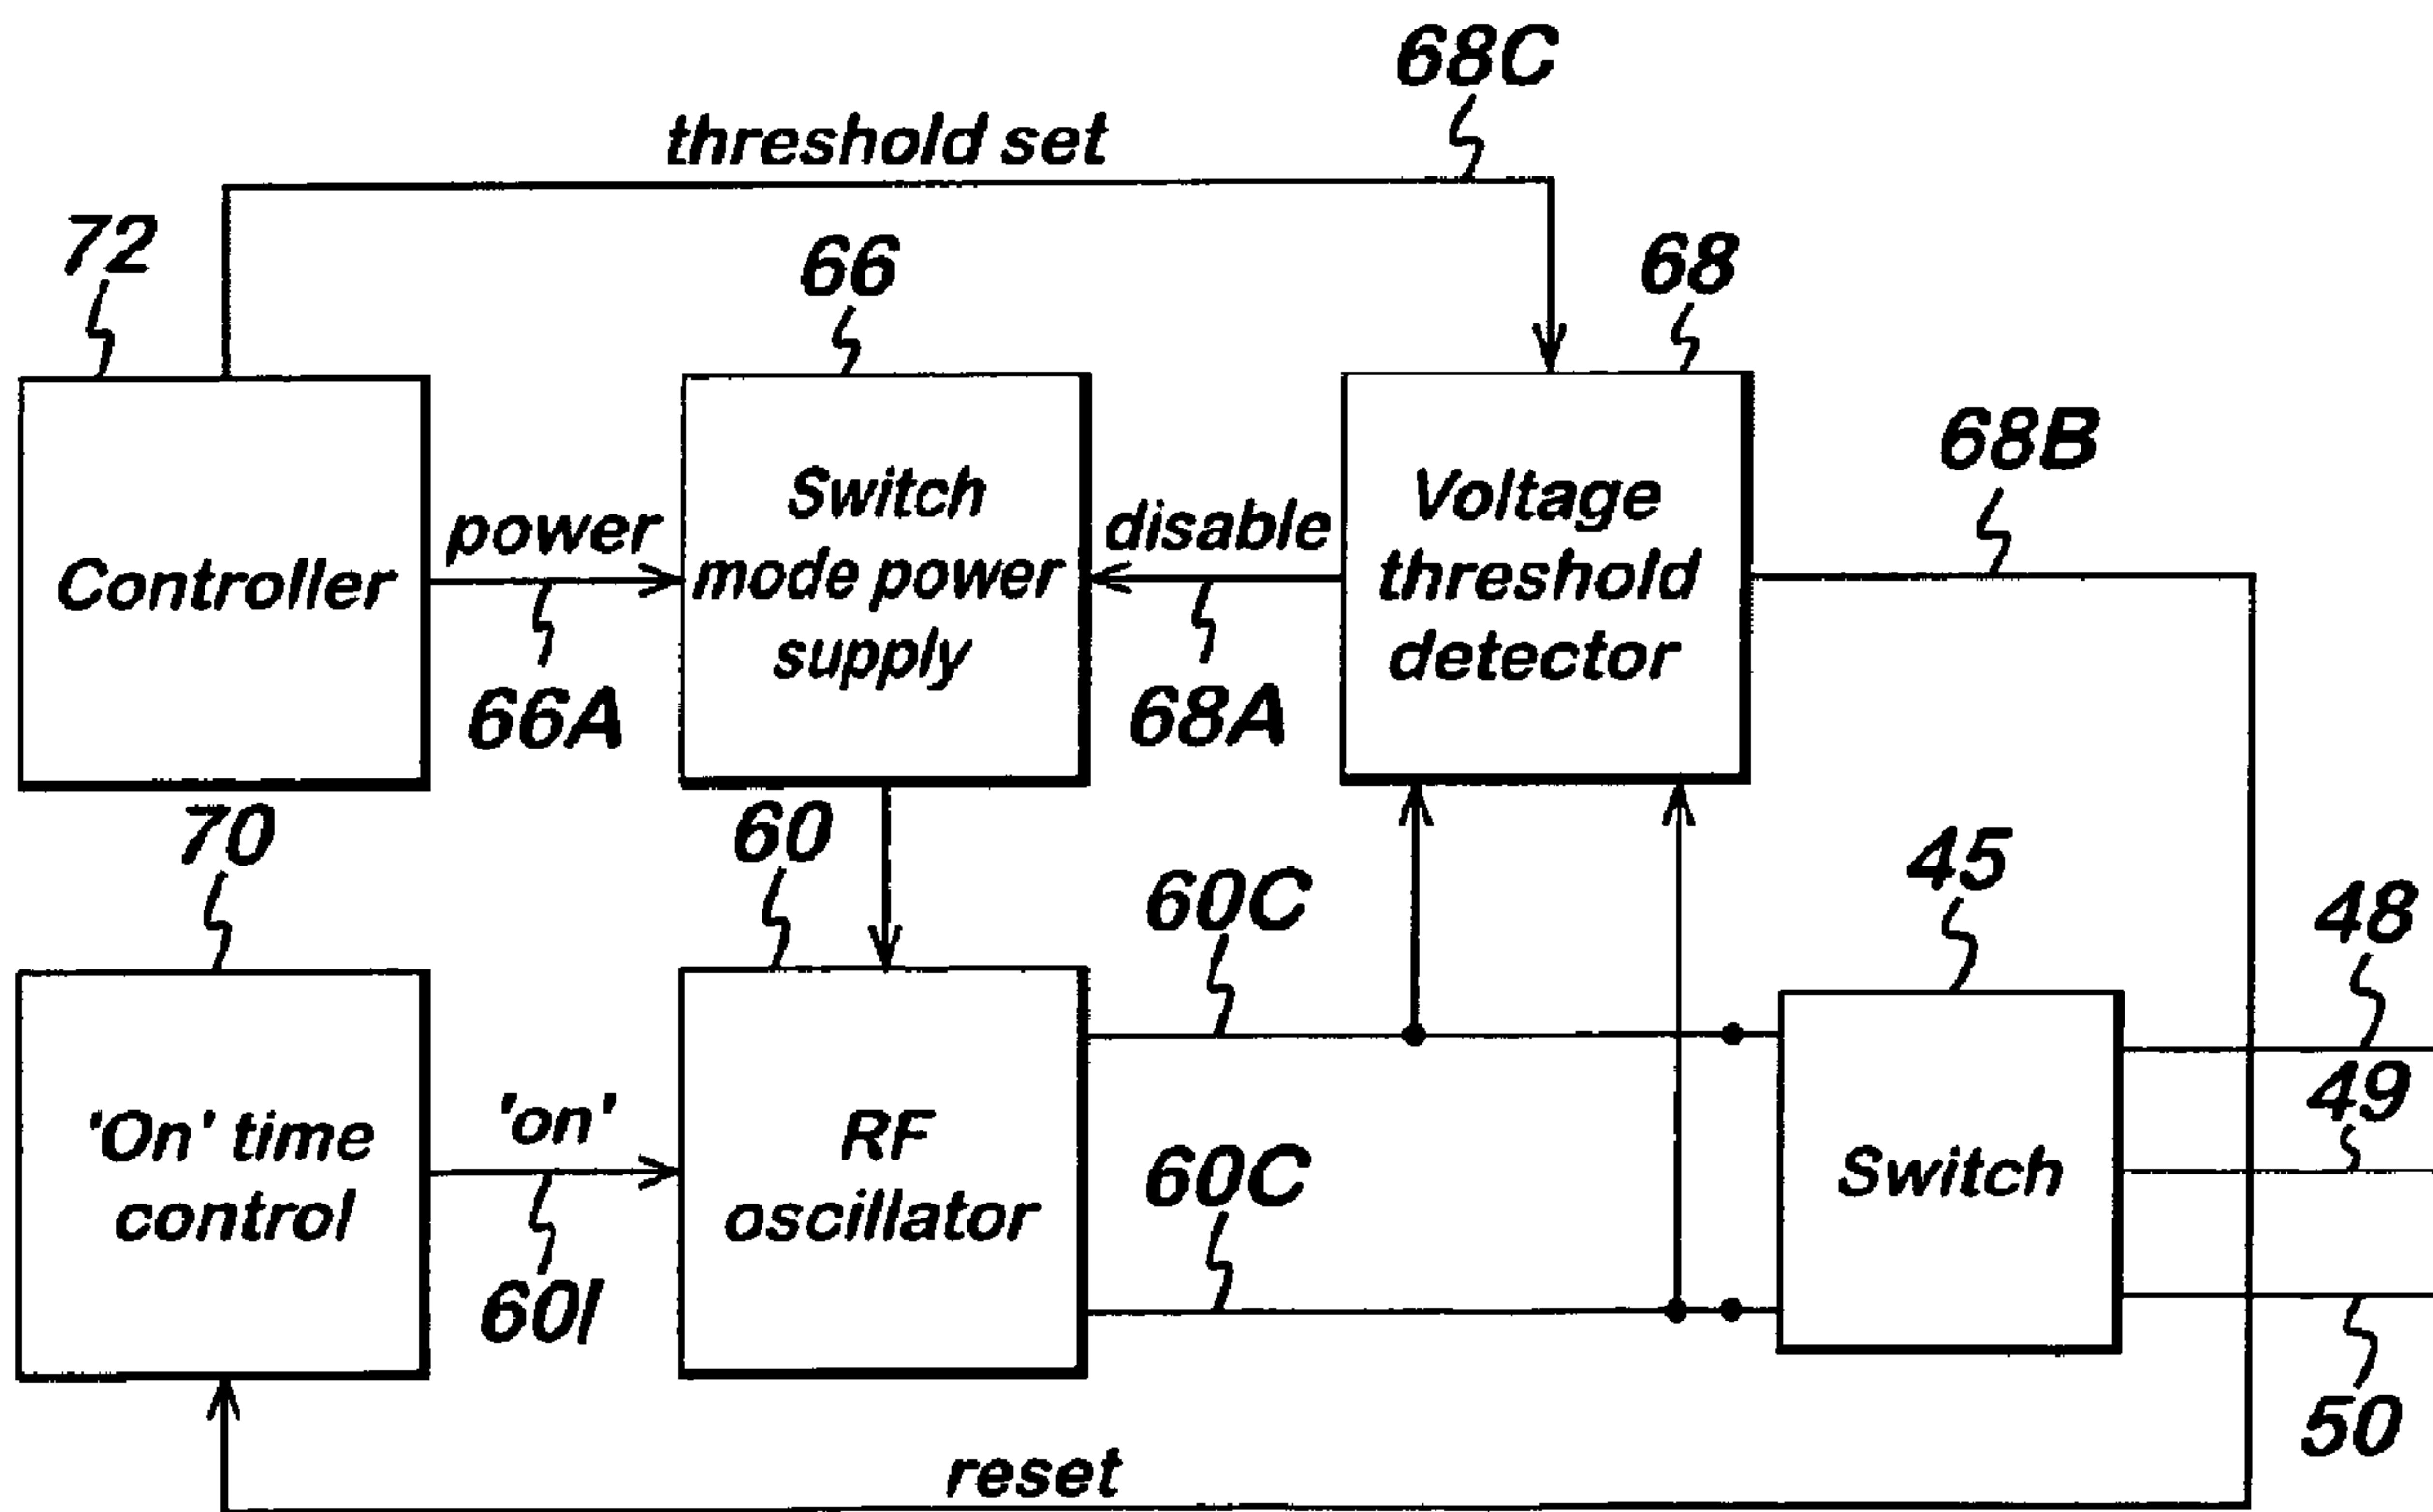 68C
threshold set
72
66
68
68B
Controller
power
66A
Switch
mode power
supply
disable
68A
Voltage
threshold
detector
70
60
60C
45
48
49
'On' time
control
'on'
60I
RF
oscillator
60C
Switch
50
reset